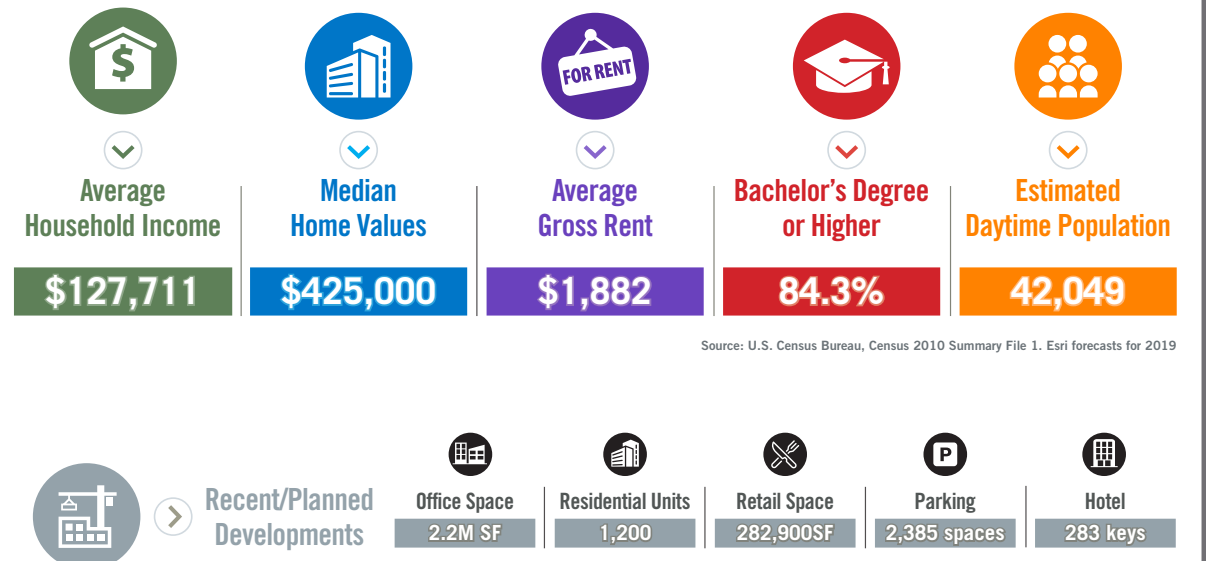 FOR RENT
Average
Household Income
$127,711
Median
Home Values
$425,000
Average
Gross Rent
$1,882
Bachelor’s Degree
or Higher
84.3%
Estimated
Daytime Population
42,049
Source: U.S. Census Bureau, Census 2010 Summary File 1. Esri forecasts for 2019
Recent/Planned
Developments
Office Space
2.2M SF
Residential Units
1,200
Retail Space
282,900SF
P
Parking
2,385 spaces
Hotel
283 keys